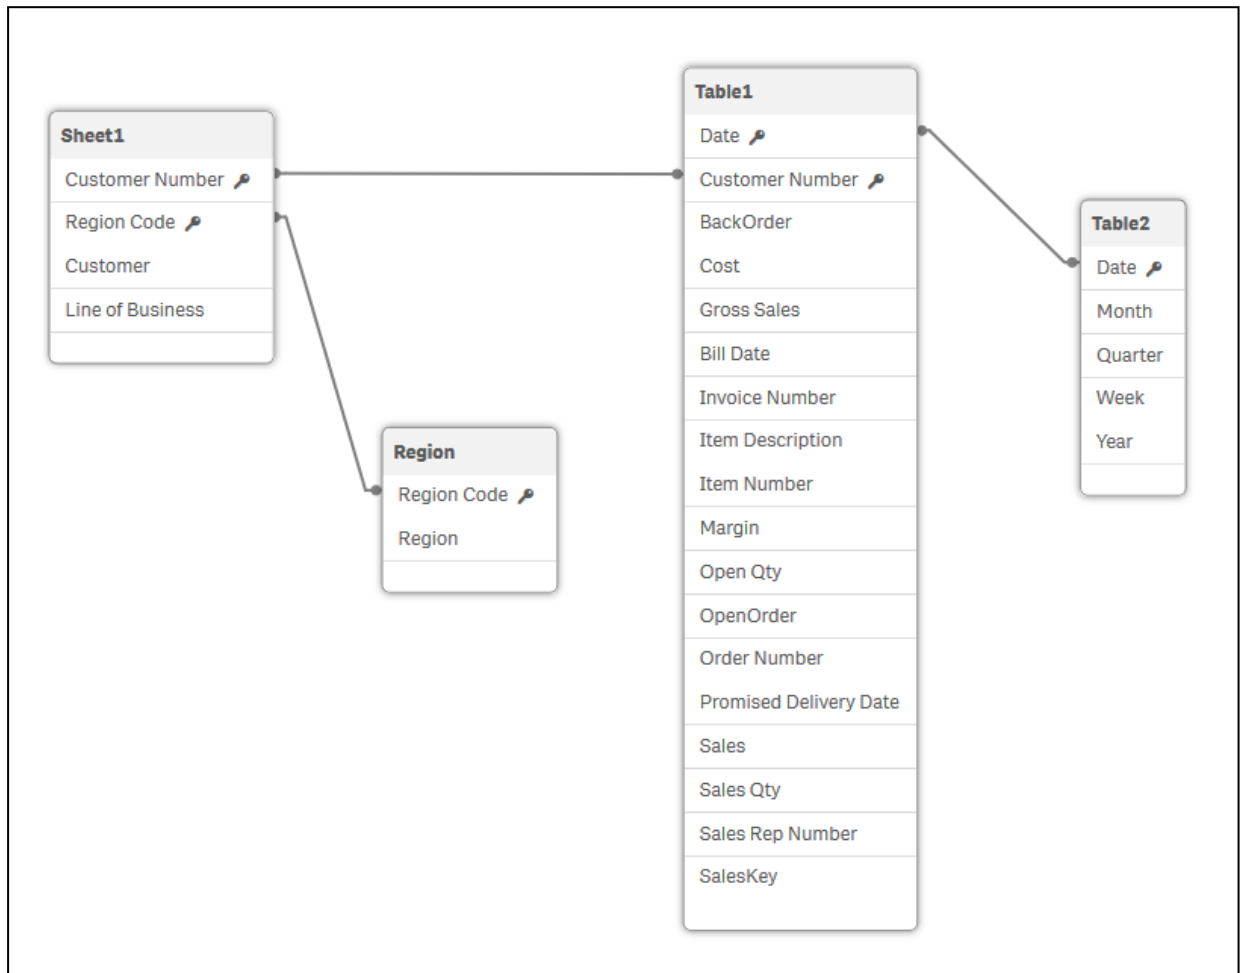 Sheet1
Customer Number
Region Code
Customer
Line of Business
Region
Region Code
Region
Table1
Date
Customer Number
BackOrder
Cost
Gross Sales
Bill Date
Invoice Number
Item Description
Item Number
Margin
Open Qty
OpenOrder
Order Number
Promised Delivery Date
Sales
Sales Qty
Sales Rep Number
SalesKey
Table2
Date
Month
Quarter
Week
Year